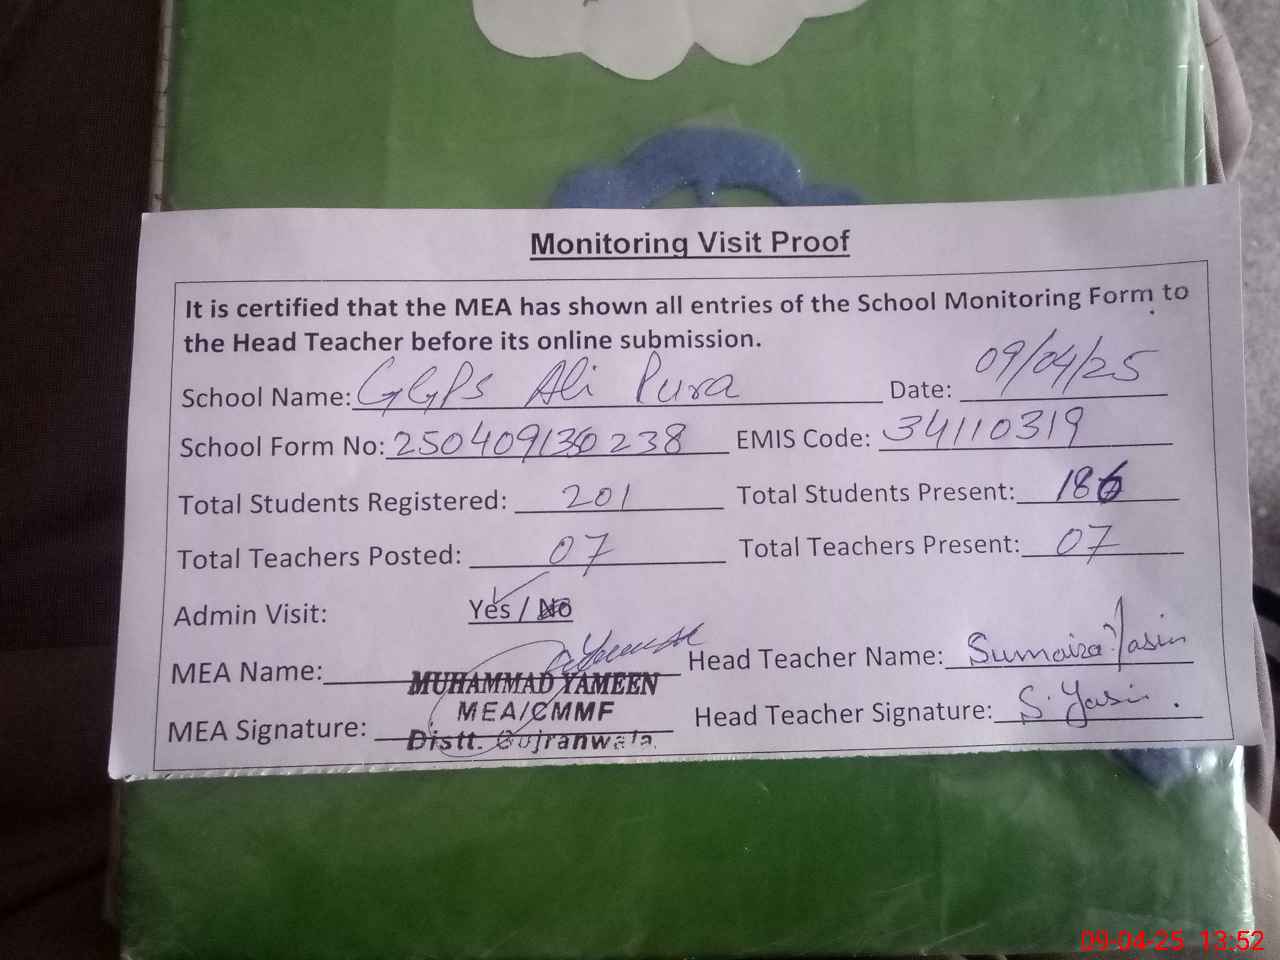 Monitoring Visit Proof
It is certified that the MEA has shown all entries of the School Monitoring Form to
the Head Teacher before its online submission.
School Name: GGPS Ali Pura Date: 09/04/25
School Form No: 250409130238 EMIS Code: 34110319
Total Students Registered: 201 Total Students Present: 186
Total Teachers Posted: 07 Total Teachers Present: 07
Admin Visit: Yes / No
MEA Name: MUHAMMAD YAMEEN Head Teacher Name: Sumaira Yasin
MEA/CMMF
MEA Signature: Distt. Gujranwala. Head Teacher Signature: S. Yasin
09-04-25 13:52